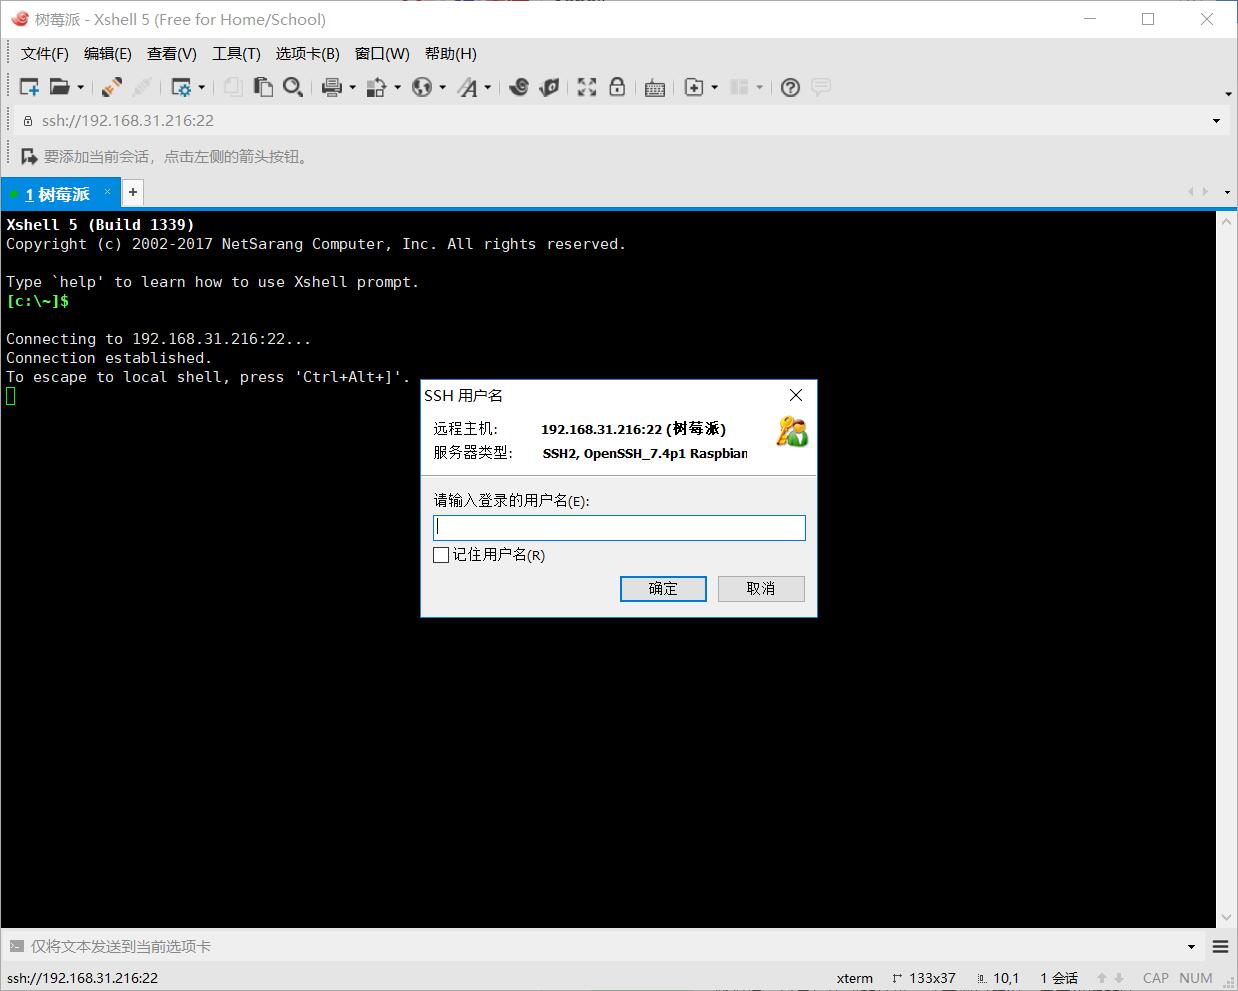 树莓派 - Xshell 5 (Free for Home/School)
文件(F) 编辑(E) 查看(V) 工具(T) 选项卡(B) 窗口(W) 帮助(H)
ssh://192.168.31.216:22
要添加当前会话，点击左侧的箭头按钮。
1 树莓派 × +
Xshell 5 (Build 1339)
Copyright (c) 2002-2017 NetSarang Computer, Inc. All rights reserved.
Type `help' to learn how to use Xshell prompt.
[c:\~]$
Connecting to 192.168.31.216:22...
Connection established.
To escape to local shell, press 'Ctrl+Alt+]'.
SSH 用户名
远程主机: 192.168.31.216:22 (树莓派)
服务器类型: SSH2, OpenSSH_7.4p1 Raspbian
请输入登录的用户名(E):
记住用户名(R)
确定 取消
仅将文本发送到当前选项卡
ssh://192.168.31.216:22 xterm 133x37 10,1 1 会话 CAP NUM